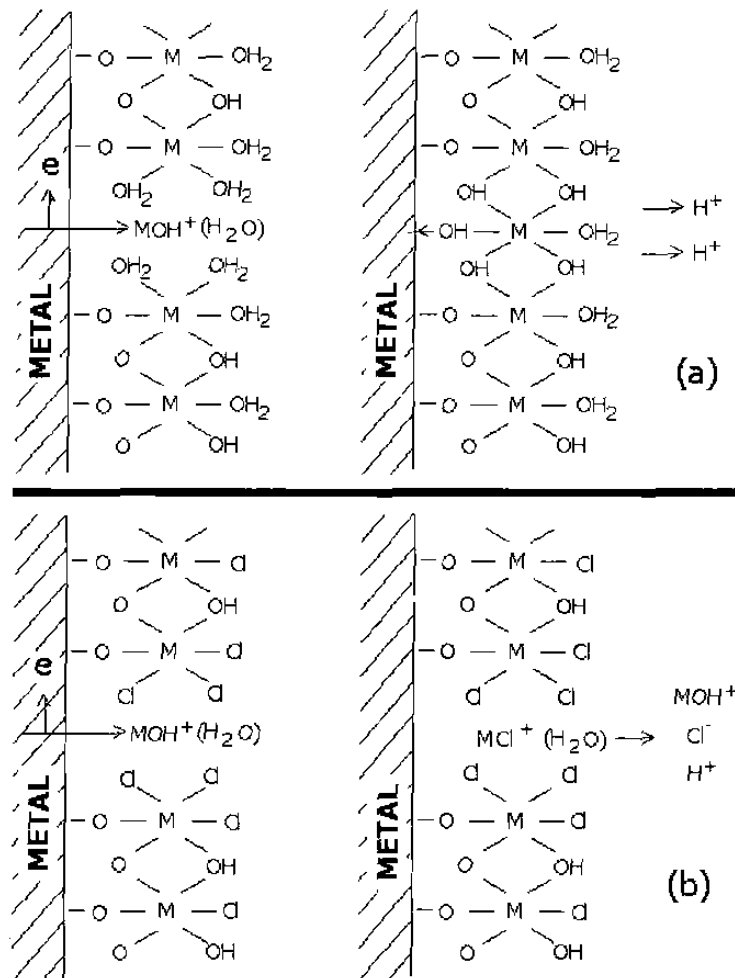 O — M — OH₂
O OH
O — M — OH₂
OH₂ OH₂
e
MOH⁺(H₂O)
OH₂ OH₂
O — M — OH₂
O OH
O — M — OH₂
O OH
METAL
O — M — OH₂
O OH
O — M — OH₂
OH OH
OH — M — OH₂
OH OH
O — M — OH₂
O OH
O — M — OH₂
O OH
METAL
→ H⁺
→ H⁺
(a)
O — M — Cl
O OH
O — M — Cl
Cl Cl
e
MOH⁺(H₂O)
Cl Cl
O — M — Cl
O OH
O — M — Cl
O OH
METAL
O — M — Cl
O OH
O — M — Cl
Cl Cl
MCl⁺ (H₂O) →
Cl Cl
O — M — Cl
O OH
O — M — Cl
O OH
METAL
MOH⁺
Cl⁻
H⁺
(b)